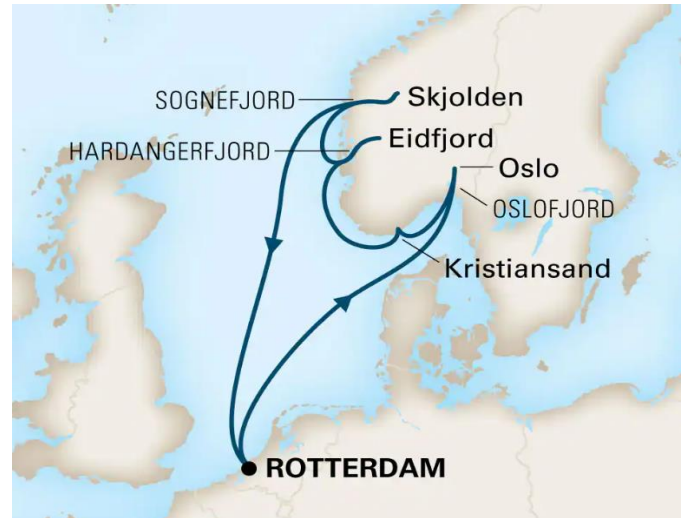 SOGNEFJORD
Skjolden
HARDANGERFJORD
Eidfjord
Oslo
OSLOFJORD
Kristiansand
ROTTERDAM